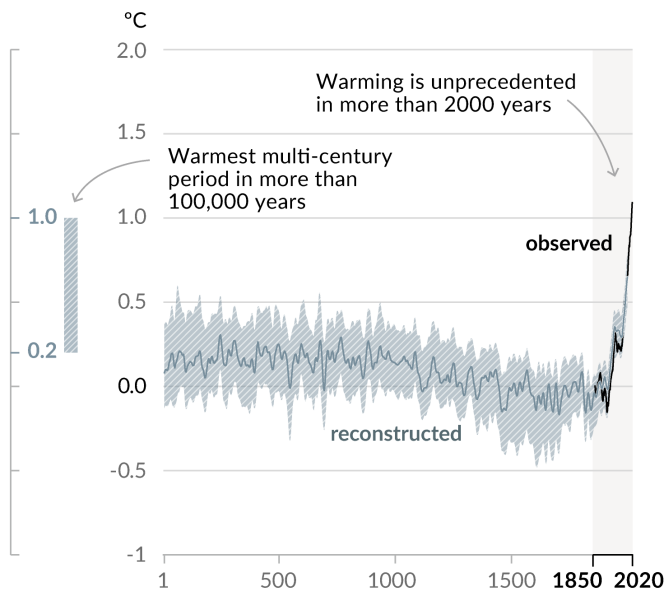 °C
2.0
Warming is unprecedented
in more than 2000 years
1.5
Warmest multi-century
period in more than
100,000 years
1.0
1.0
observed
0.5
0.2
0.0
reconstructed
-0.5
-1
1 500 1000 1500 1850 2020